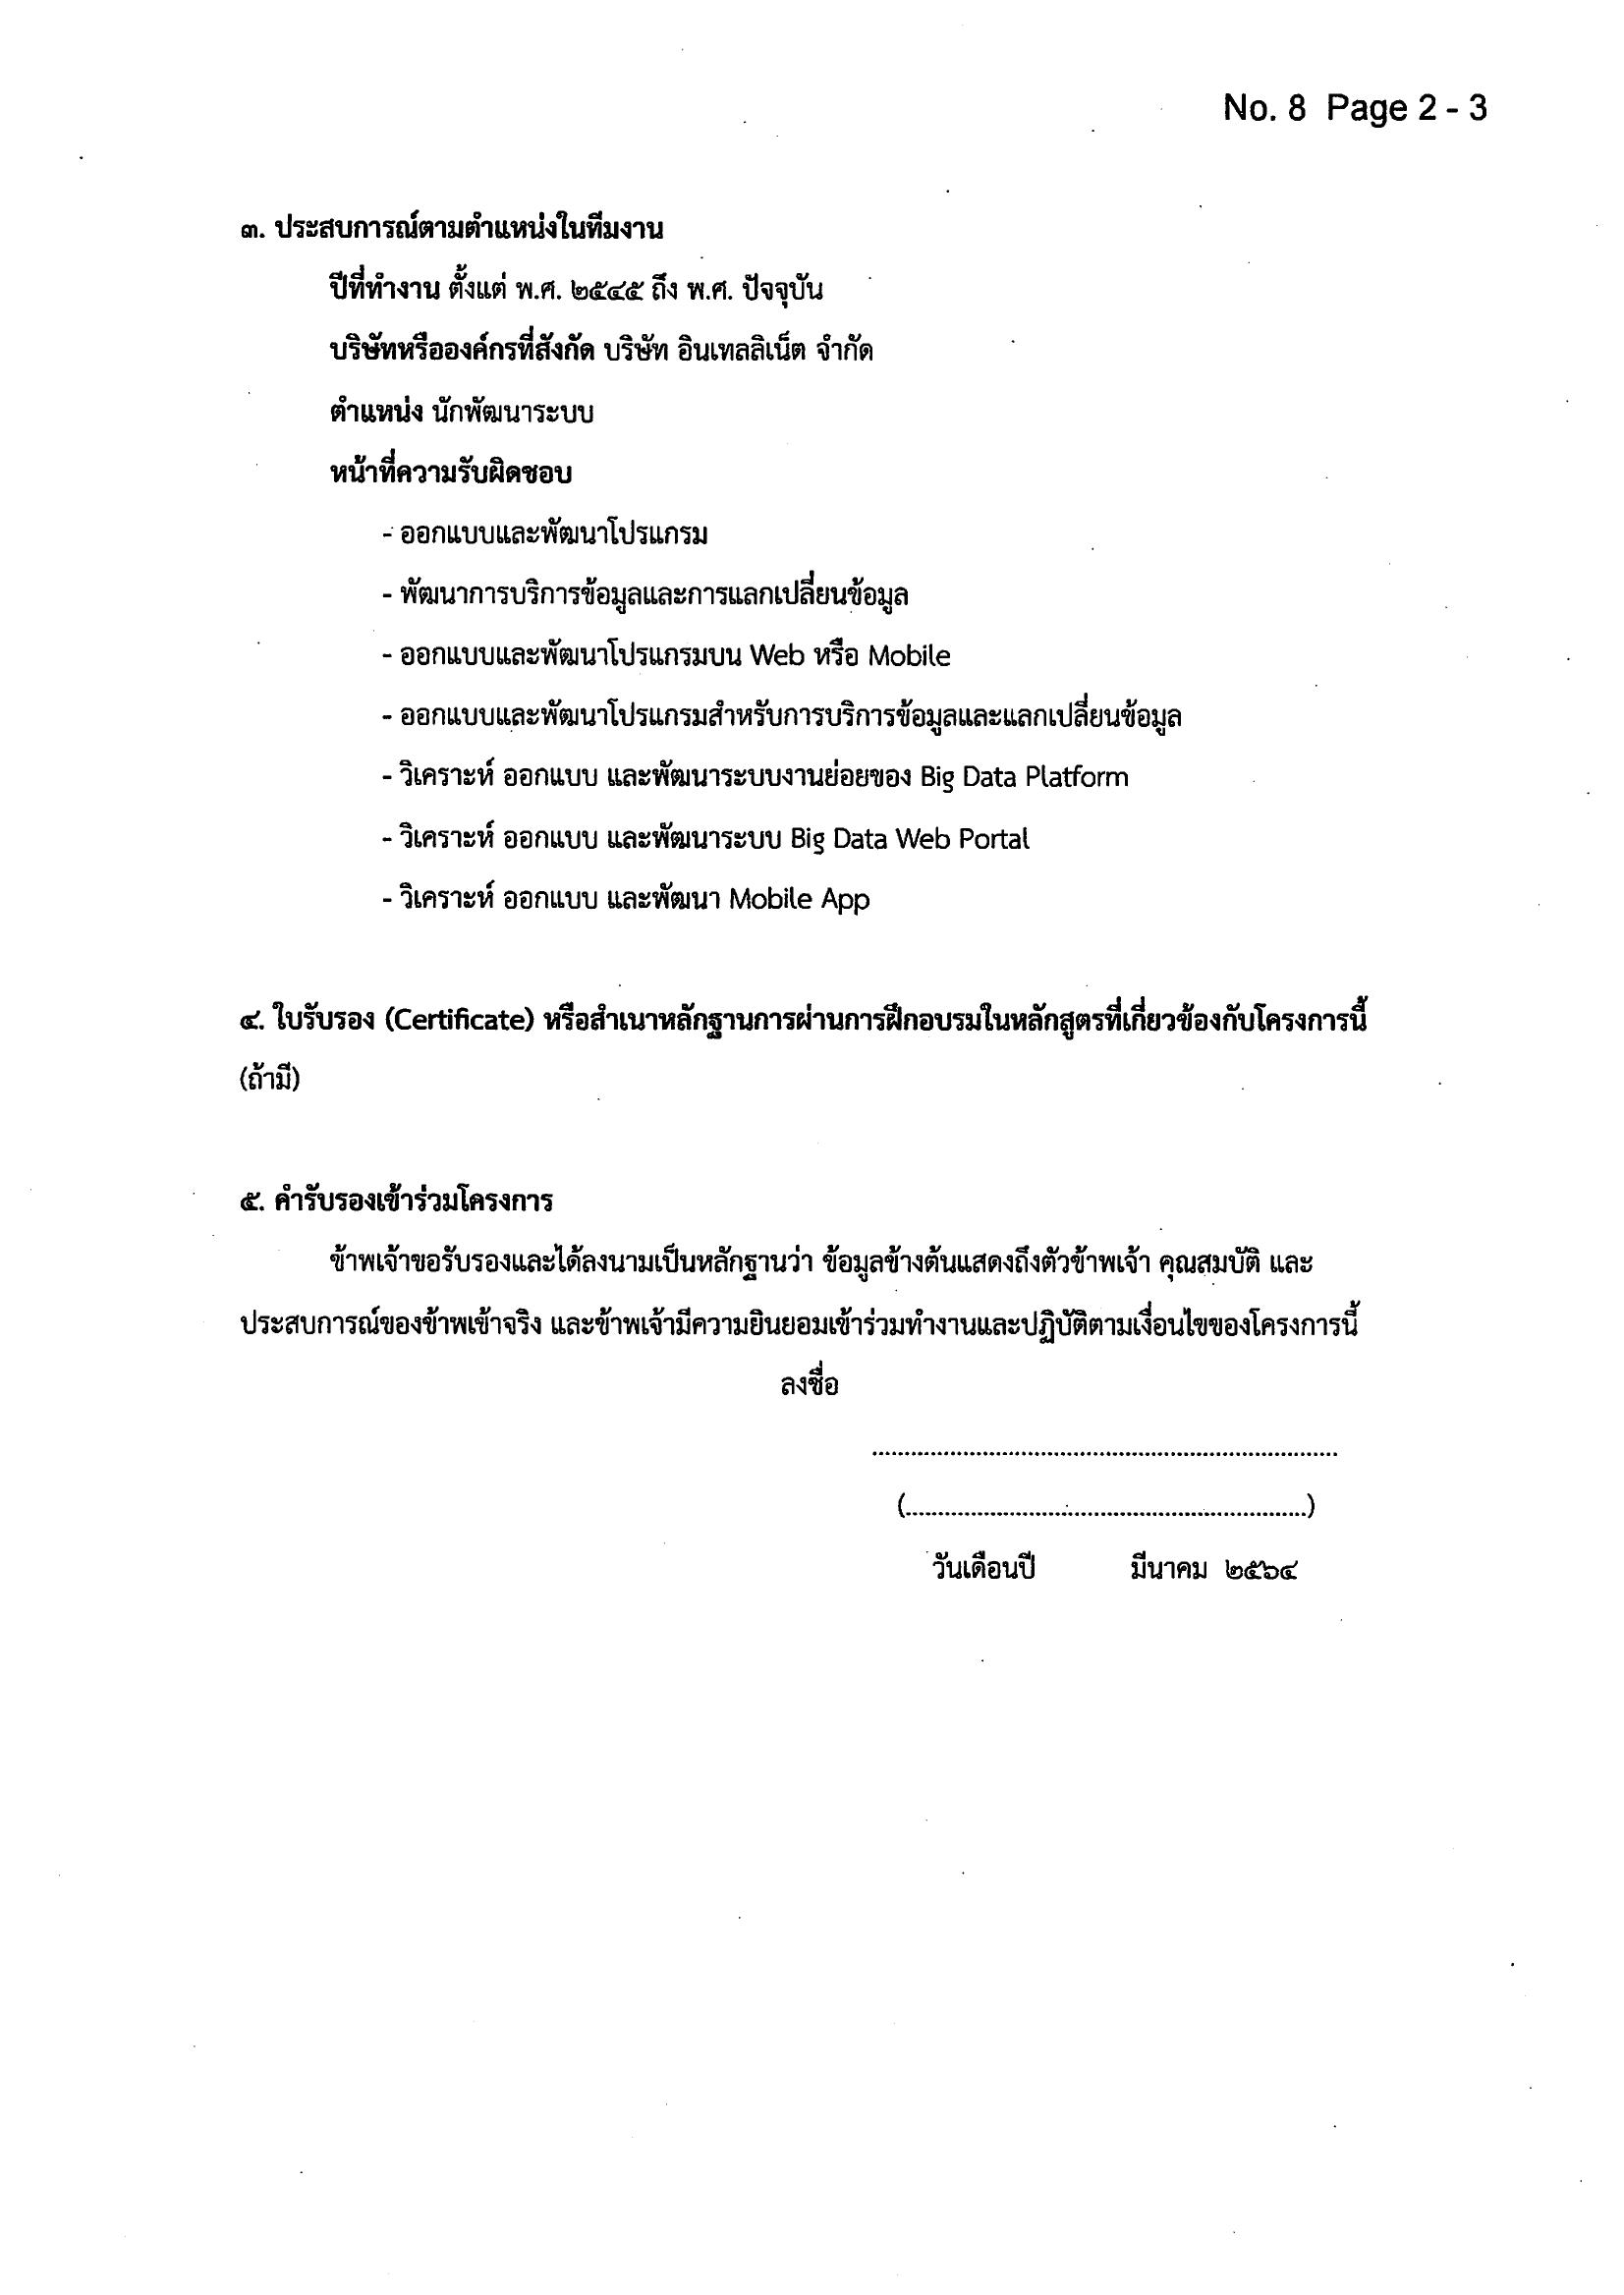 No. 8 Page 2 - 3
๓. ประสบการณ์ตามตำแหน่งในทีมงาน
ปีที่ทำงาน ตั้งแต่ พ.ศ. ๒๕๔๕ ถึง พ.ศ. ปัจจุบัน
บริษัทหรือองค์กรที่สังกัด บริษัท อินเทลลิเน็ต จำกัด
ตำแหน่ง นักพัฒนาระบบ
หน้าที่ความรับผิดชอบ
- ออกแบบและพัฒนาโปรแกรม
- พัฒนาการบริการข้อมูลและการแลกเปลี่ยนข้อมูล
- ออกแบบและพัฒนาโปรแกรมบน Web หรือ Mobile
- ออกแบบและพัฒนาโปรแกรมสำหรับการบริการข้อมูลและแลกเปลี่ยนข้อมูล
- วิเคราะห์ ออกแบบ และพัฒนาระบบงานย่อยของ Big Data Platform
- วิเคราะห์ ออกแบบ และพัฒนาระบบ Big Data Web Portal
- วิเคราะห์ ออกแบบ และพัฒนา Mobile App
๔. ใบรับรอง (Certificate) หรือสำเนาหลักฐานการผ่านการฝึกอบรมในหลักสูตรที่เกี่ยวข้องกับโครงการนี้
(ถ้ามี)
๕. คำรับรองเข้าร่วมโครงการ
ข้าพเจ้าขอรับรองและได้ลงนามเป็นหลักฐานว่า ข้อมูลข้างต้นแสดงถึงตัวข้าพเจ้า คุณสมบัติ และ
ประสบการณ์ของข้าพเข้าจริง และข้าพเจ้ามีความยินยอมเข้าร่วมทำงานและปฏิบัติตามเงื่อนไขของโครงการนี้
ลงชื่อ
........................................................................
(..............................................................)
วันเดือนปี มีนาคม ๒๕๖๔